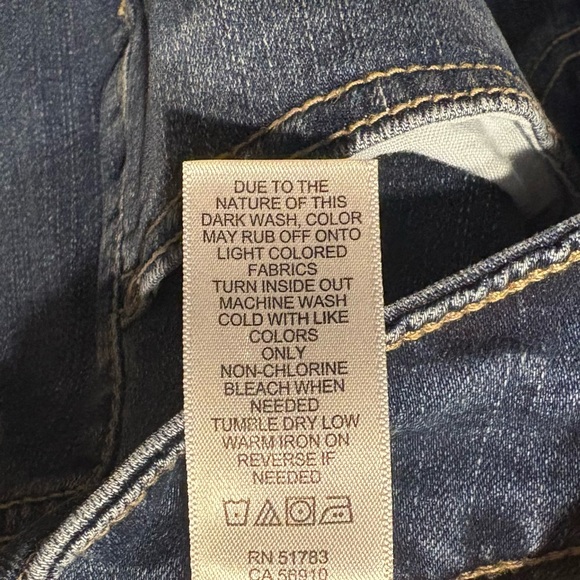 DUE TO THE
NATURE OF THIS
DARK WASH, COLOR
MAY RUB OFF ONTO
LIGHT COLORED
FABRICS
TURN INSIDE OUT
MACHINE WASH
COLD WITH LIKE
COLORS
ONLY
NON-CHLORINE
BLEACH WHEN
NEEDED
TUMBLE DRY LOW
WARM IRON ON
REVERSE IF
NEEDED
RN 51783
CA 56910